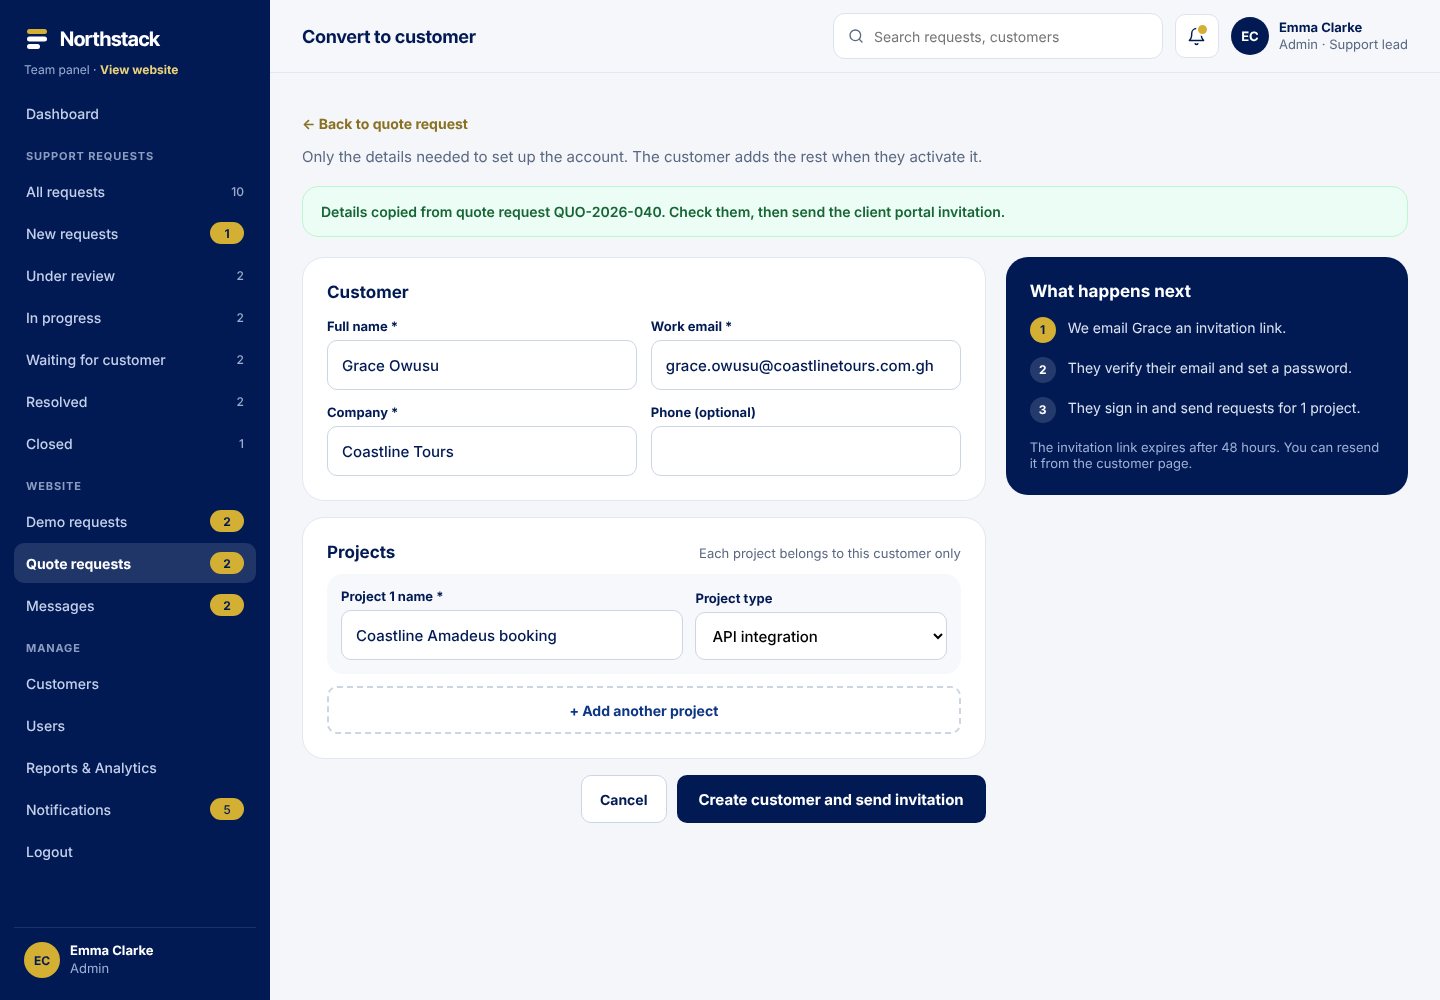 Northstack
Team panel · View website
Dashboard
SUPPORT REQUESTS
All requests 10
New requests 1
Under review 2
In progress 2
Waiting for customer 2
Resolved 2
Closed 1
WEBSITE
Demo requests 2
Quote requests 2
Messages 2
MANAGE
Customers
Users
Reports & Analytics
Notifications 5
Logout
EC
Emma Clarke
Admin
Convert to customer
Search requests, customers
EC
Emma Clarke
Admin · Support lead
← Back to quote request
Only the details needed to set up the account. The customer adds the rest when they activate it.
Details copied from quote request QUO-2026-040. Check them, then send the client portal invitation.
Customer
Full name * Work email *
Grace Owusu grace.owusu@coastlinetours.com.gh
Company * Phone (optional)
Coastline Tours
Projects Each project belongs to this customer only
Project 1 name * Project type
Coastline Amadeus booking API integration
+ Add another project
Cancel Create customer and send invitation
What happens next
1 We email Grace an invitation link.
2 They verify their email and set a password.
3 They sign in and send requests for 1 project.
The invitation link expires after 48 hours. You can resend
it from the customer page.